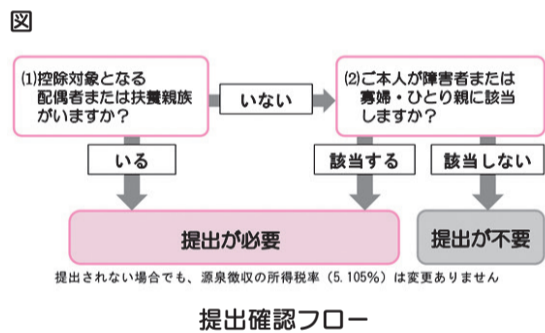 図
(1)控除対象となる
配偶者または扶養親族
がいますか?
いない
(2)ご本人が障害者または
寡婦・ひとり親に該当
しますか?
いる
該当する
該当しない
提出が必要
提出が不要
提出されない場合でも、源泉徴収の所得税率(5.105%)は変更ありません
提出確認フロー